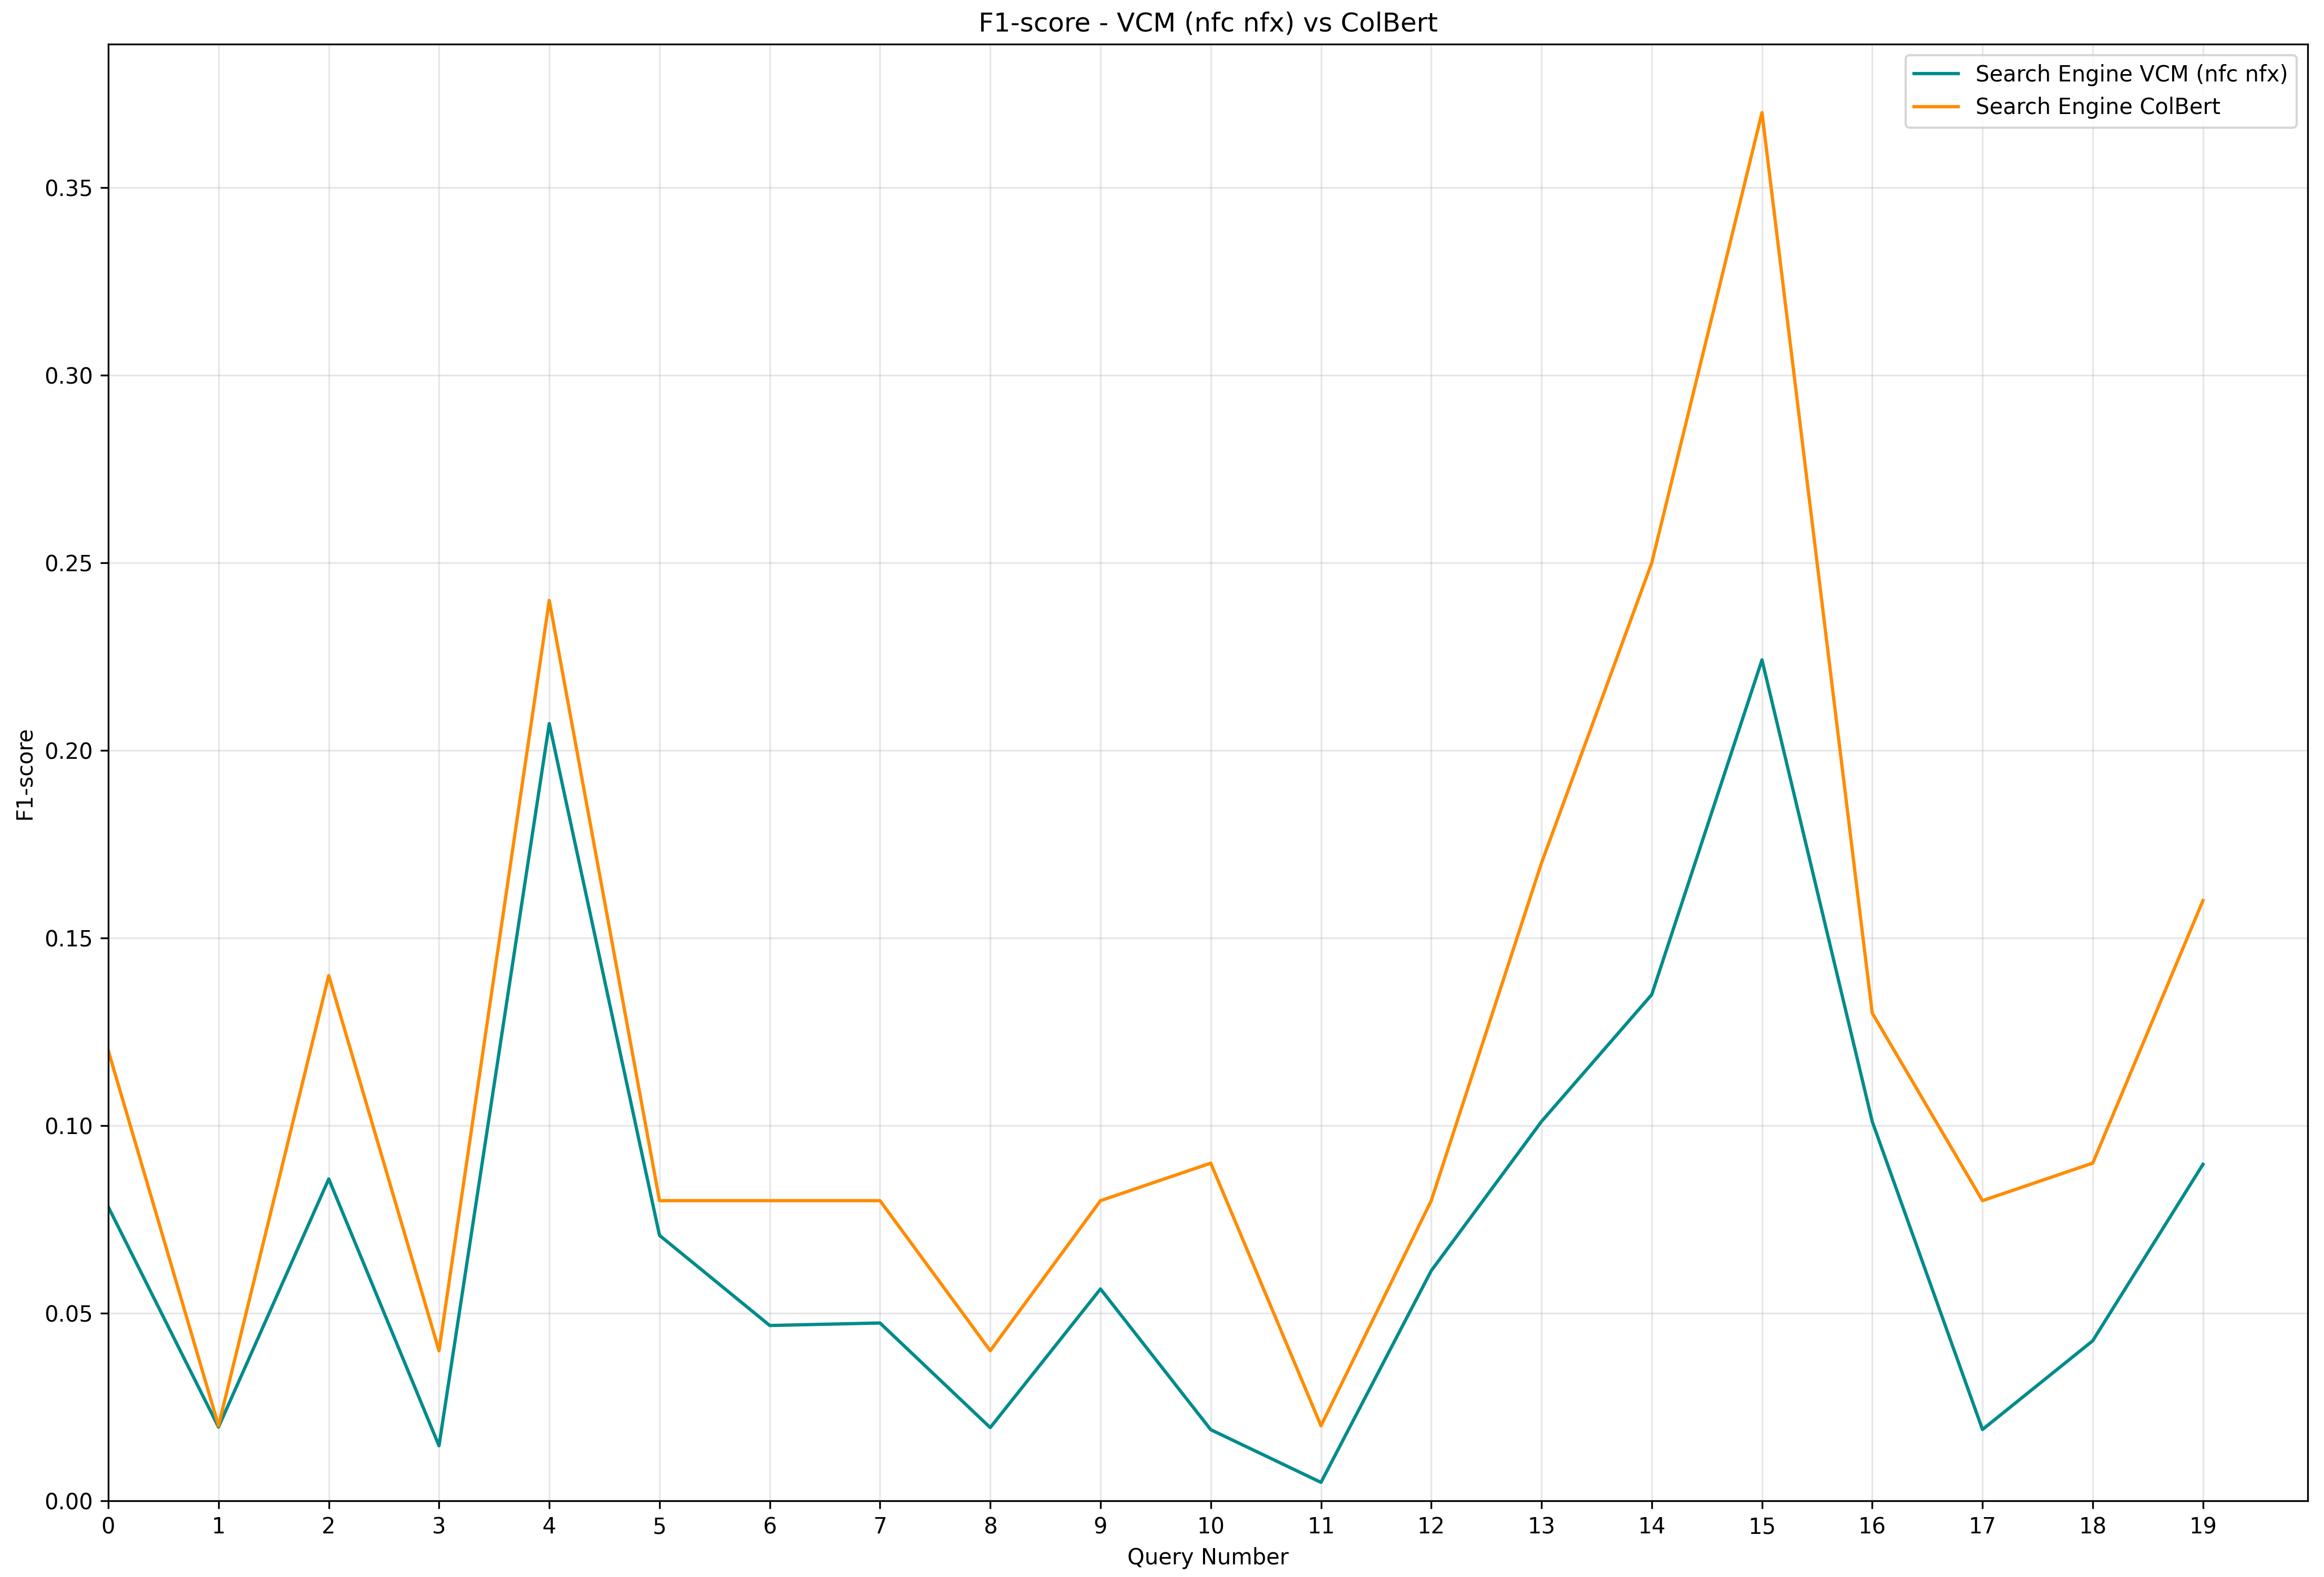 F1-score - VCM (nfc nfx) vs ColBert
Search Engine VCM (nfc nfx)
Search Engine ColBert
F1-score
0.35
0.30
0.25
0.20
0.15
0.10
0.05
0.00
0 1 2 3 4 5 6 7 8 9 10 11 12 13 14 15 16 17 18 19
Query Number